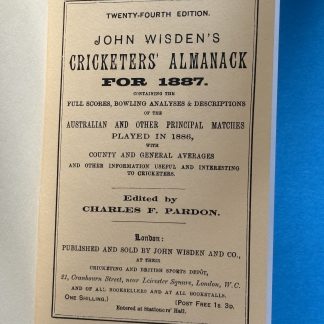 TWENTY-FOURTH EDITION.
JOHN WISDEN'S
CRICKETERS' ALMANACK
FOR 1887.
CONTAINING THE
FULL SCORES, BOWLING ANALYSES & DESCRIPTIONS
OF THE
AUSTRALIAN AND OTHER PRINCIPAL MATCHES
PLAYED IN 1886,
WITH
COUNTY AND GENERAL AVERAGES
AND OTHER INFORMATION USEFUL AND INTERESTING
TO CRICKETERS.
Edited by
CHARLES F. PARDON.
London:
PUBLISHED AND SOLD BY JOHN WISDEN AND CO.,
AT THEIR
CRICKETING AND BRITISH SPORTS DEPÔT,
21, Cranbourn Street, near Leicester Square, London, W.C.
AND OF ALL BOOKSELLERS AND AT ALL BOOKSTALLS.
ONE SHILLING.] [POST FREE 1S. 3D.
Entered at Stationers' Hall.